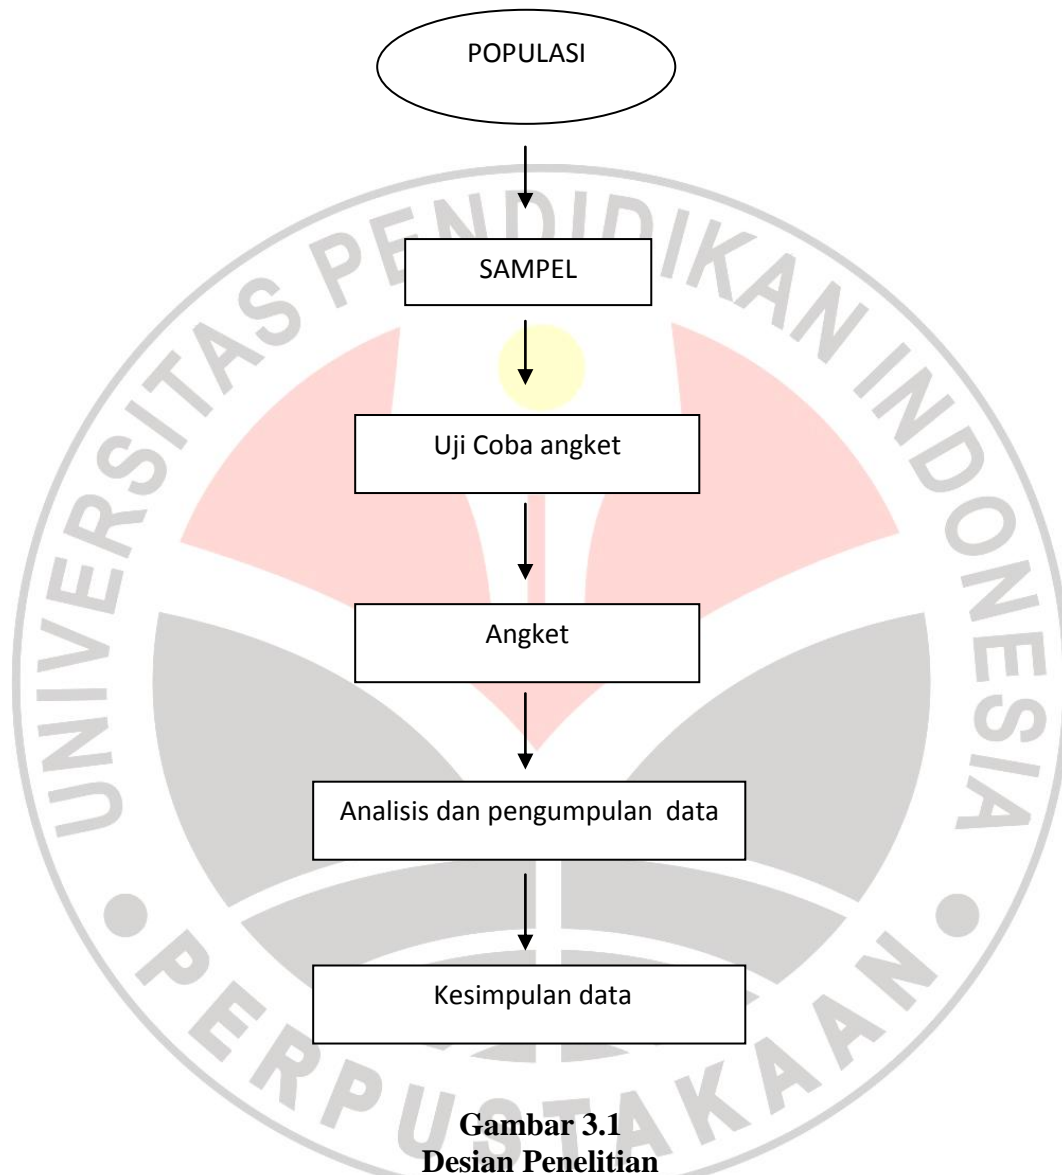 POPULASI
UNIVERSITAS PENDIDIKAN INDONESIA
SAMPEL
Uji Coba angket
Angket
Analisis dan pengumpulan  data
Kesimpulan data
PERPUSTAKAAN
Gambar 3.1
Desian Penelitian